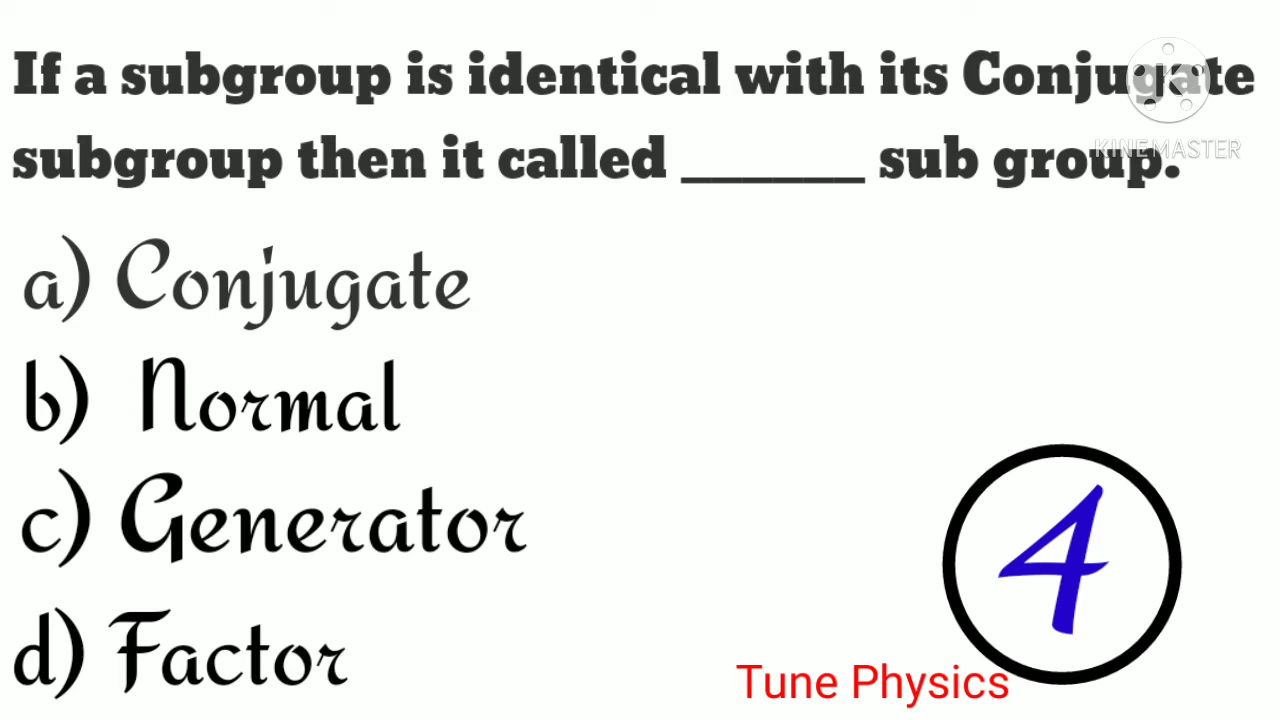 If a subgroup is identical with its Conjugate
subgroup then it called ______ sub group.
KINEMASTER
a) Conjugate
b) Normal
c) Generator
d) Factor
4
Tune Physics